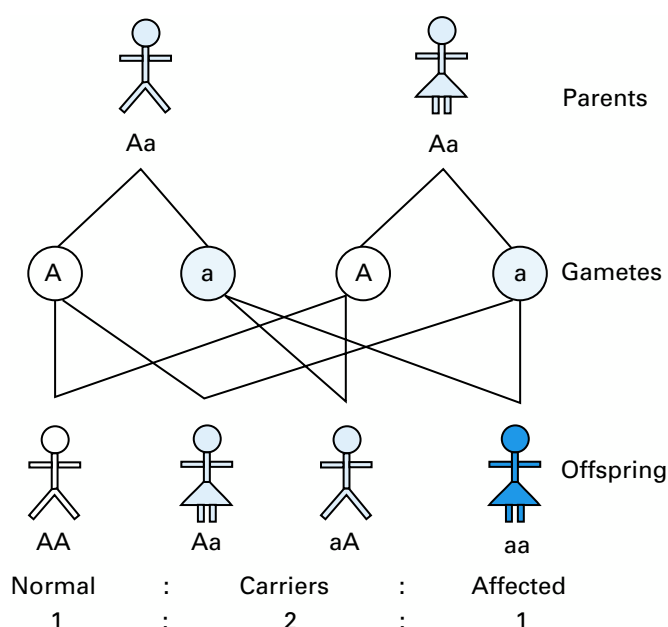 Parents
Aa Aa
A a A a Gametes
Offspring
AA Aa aA aa
Normal : Carriers : Affected
1 : 2 : 1